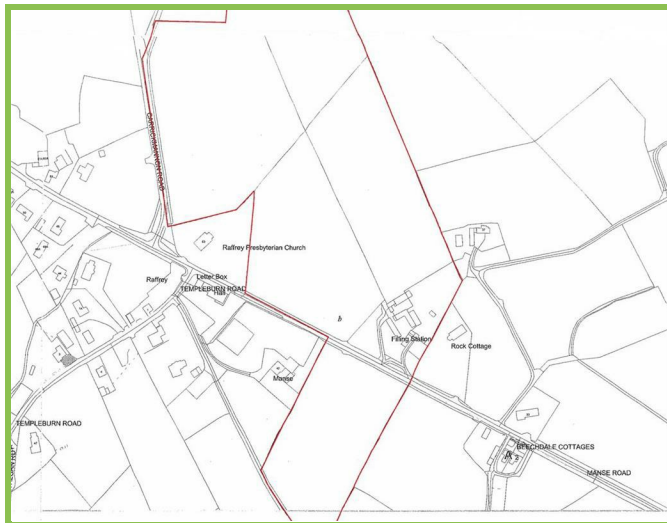 CARRICKMANNON ROAD
Raffrey Presbyterian Church
Letter Box
Raffrey
TEMPLEBURN ROAD
Hall
Filling Station
Rock Cottage
Manse
TEMPLEBURN ROAD
BEECHDALE COTTAGES
MANSE ROAD